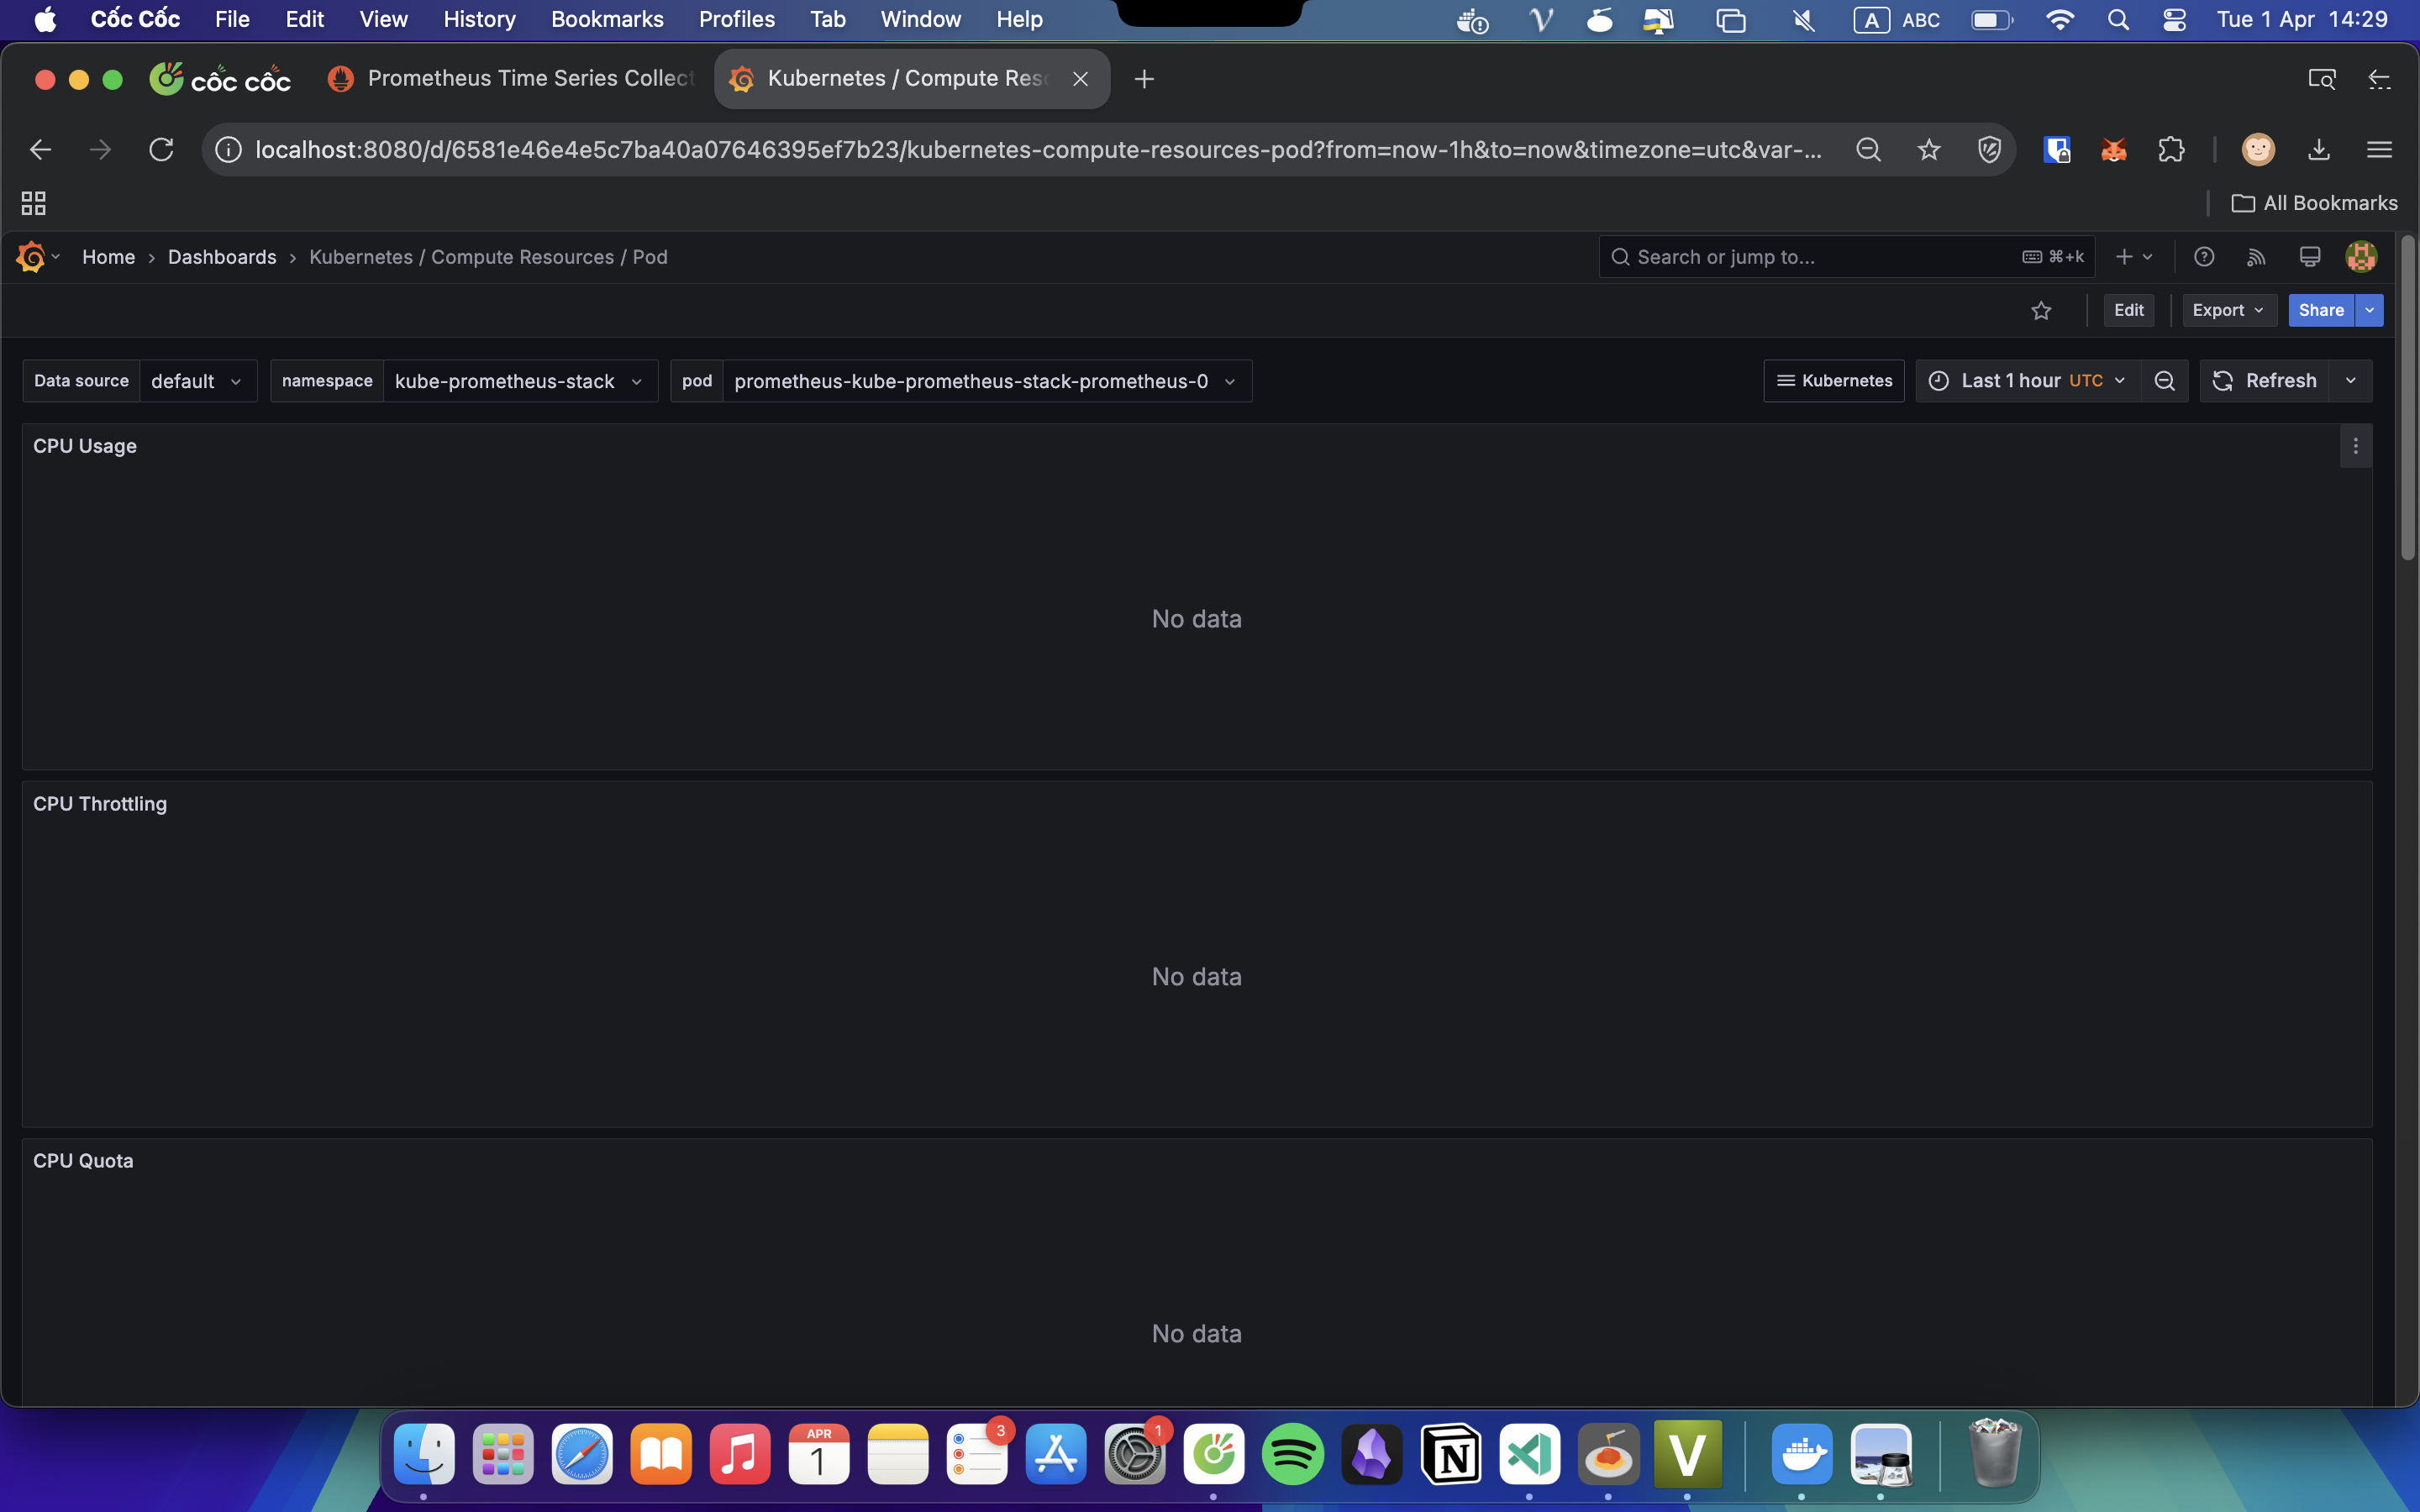 Cốc Cốc File Edit View History Bookmarks Profiles Tab Window Help A ABC Tue 1 Apr 14:29
cốc cốc Prometheus Time Series Collect Kubernetes / Compute Res
localhost:8080/d/6581e46e4e5c7ba40a07646395ef7b23/kubernetes-compute-resources-pod?from=now-1h&to=now&timezone=utc&var-...
All Bookmarks
Home › Dashboards › Kubernetes / Compute Resources / Pod Search or jump to... ⌘+k
Edit Export Share
Data source default namespace kube-prometheus-stack pod prometheus-kube-prometheus-stack-prometheus-0 Kubernetes Last 1 hour UTC Refresh
CPU Usage
No data
CPU Throttling
No data
CPU Quota
No data
APR
1
3
1
N
V